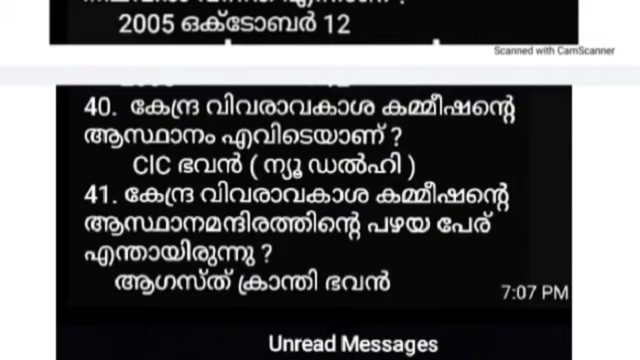 2005 ഒക്ടോബർ 12
Scanned with CamScanner
40. കേന്ദ്ര വിവരാവകാശ കമ്മീഷന്റെ
ആസ്ഥാനം എവിടെയാണ് ?
CIC ഭവൻ ( ന്യൂ ഡൽഹി )
41. കേന്ദ്ര വിവരാവകാശ കമ്മീഷന്റെ
ആസ്ഥാനമന്ദിരത്തിന്റെ പഴയ പേര്
എന്തായിരുന്നു ?
ആഗസ്ത് ക്രാന്തി ഭവൻ
7:07 PM
Unread Messages